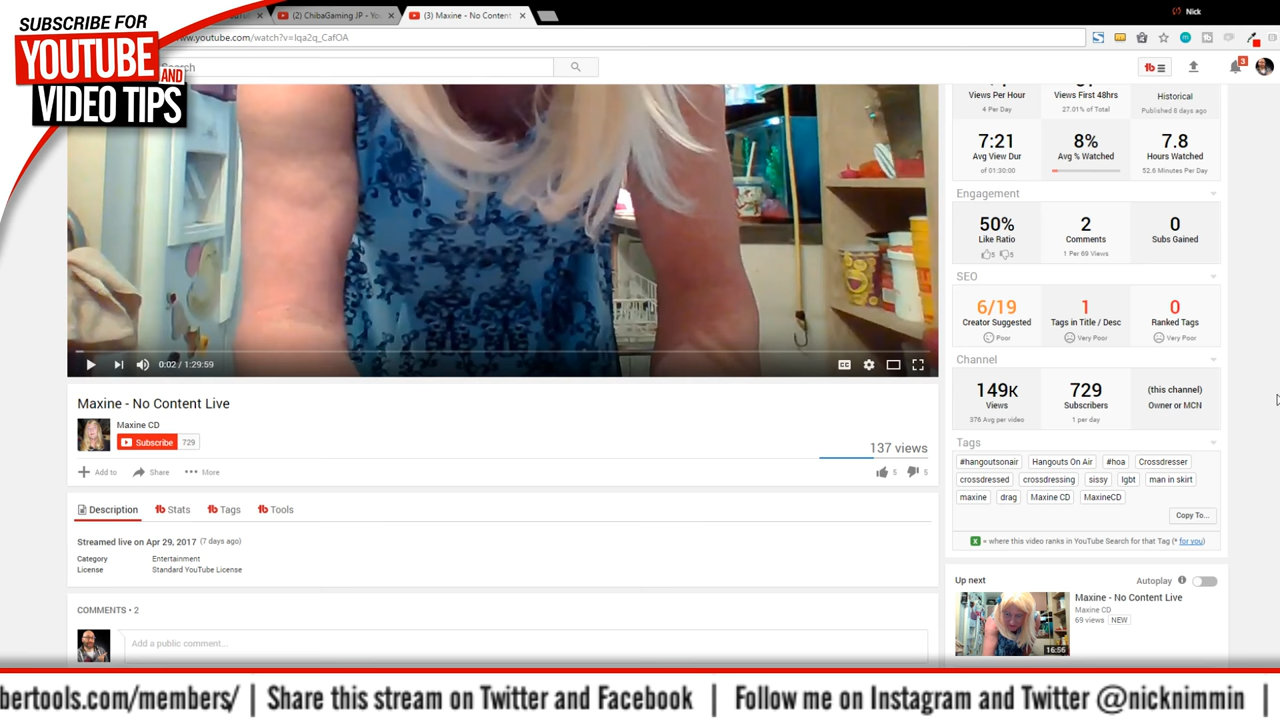 SUBSCRIBE FOR
YOUTUBE
AND
VIDEO TIPS
(2) ChibaGaming JP - Yo
(3) Maxine - No Content
Nick
www.youtube.com/watch?v=Iqa2q_CafOA
Search
3
Views Per Hour
4 Per Day
Views First 48hrs
27.01% of Total
Historical
Published 8 days ago
7:21
Avg View Dur
of 01:30:00
8%
Avg % Watched
7.8
Hours Watched
52.6 Minutes Per Day
Engagement
50%
Like Ratio
5 5
2
Comments
1 Per 69 Views
0
Subs Gained
SEO
6/19
Creator Suggested
Poor
1
Tags in Title / Desc
Very Poor
0
Ranked Tags
Very Poor
Channel
149K
Views
376 Avg per video
729
Subscribers
1 per day
(this channel)
Owner or MCN
Tags
#hangoutsonair Hangouts On Air #hoa Crossdresser
crossdressed crossdressing sissy lgbt man in skirt
maxine drag Maxine CD MaxineCD
Copy To...
x = where this video ranks in YouTube Search for that Tag (* for you)
0:02 / 1:29:59
CC
Maxine - No Content Live
Maxine CD
Subscribe 729
137 views
Add to Share More
5 5
Description Stats Tags Tools
Streamed live on Apr 29, 2017 (7 days ago)
Category Entertainment
License Standard YouTube License
COMMENTS • 2
Add a public comment...
Up next
Autoplay
Maxine - No Content Live
Maxine CD
69 views NEW
16:56
bertools.com/members/ | Share this stream on Twitter and Facebook | Follow me on Instagram and Twitter @nicknimmin |